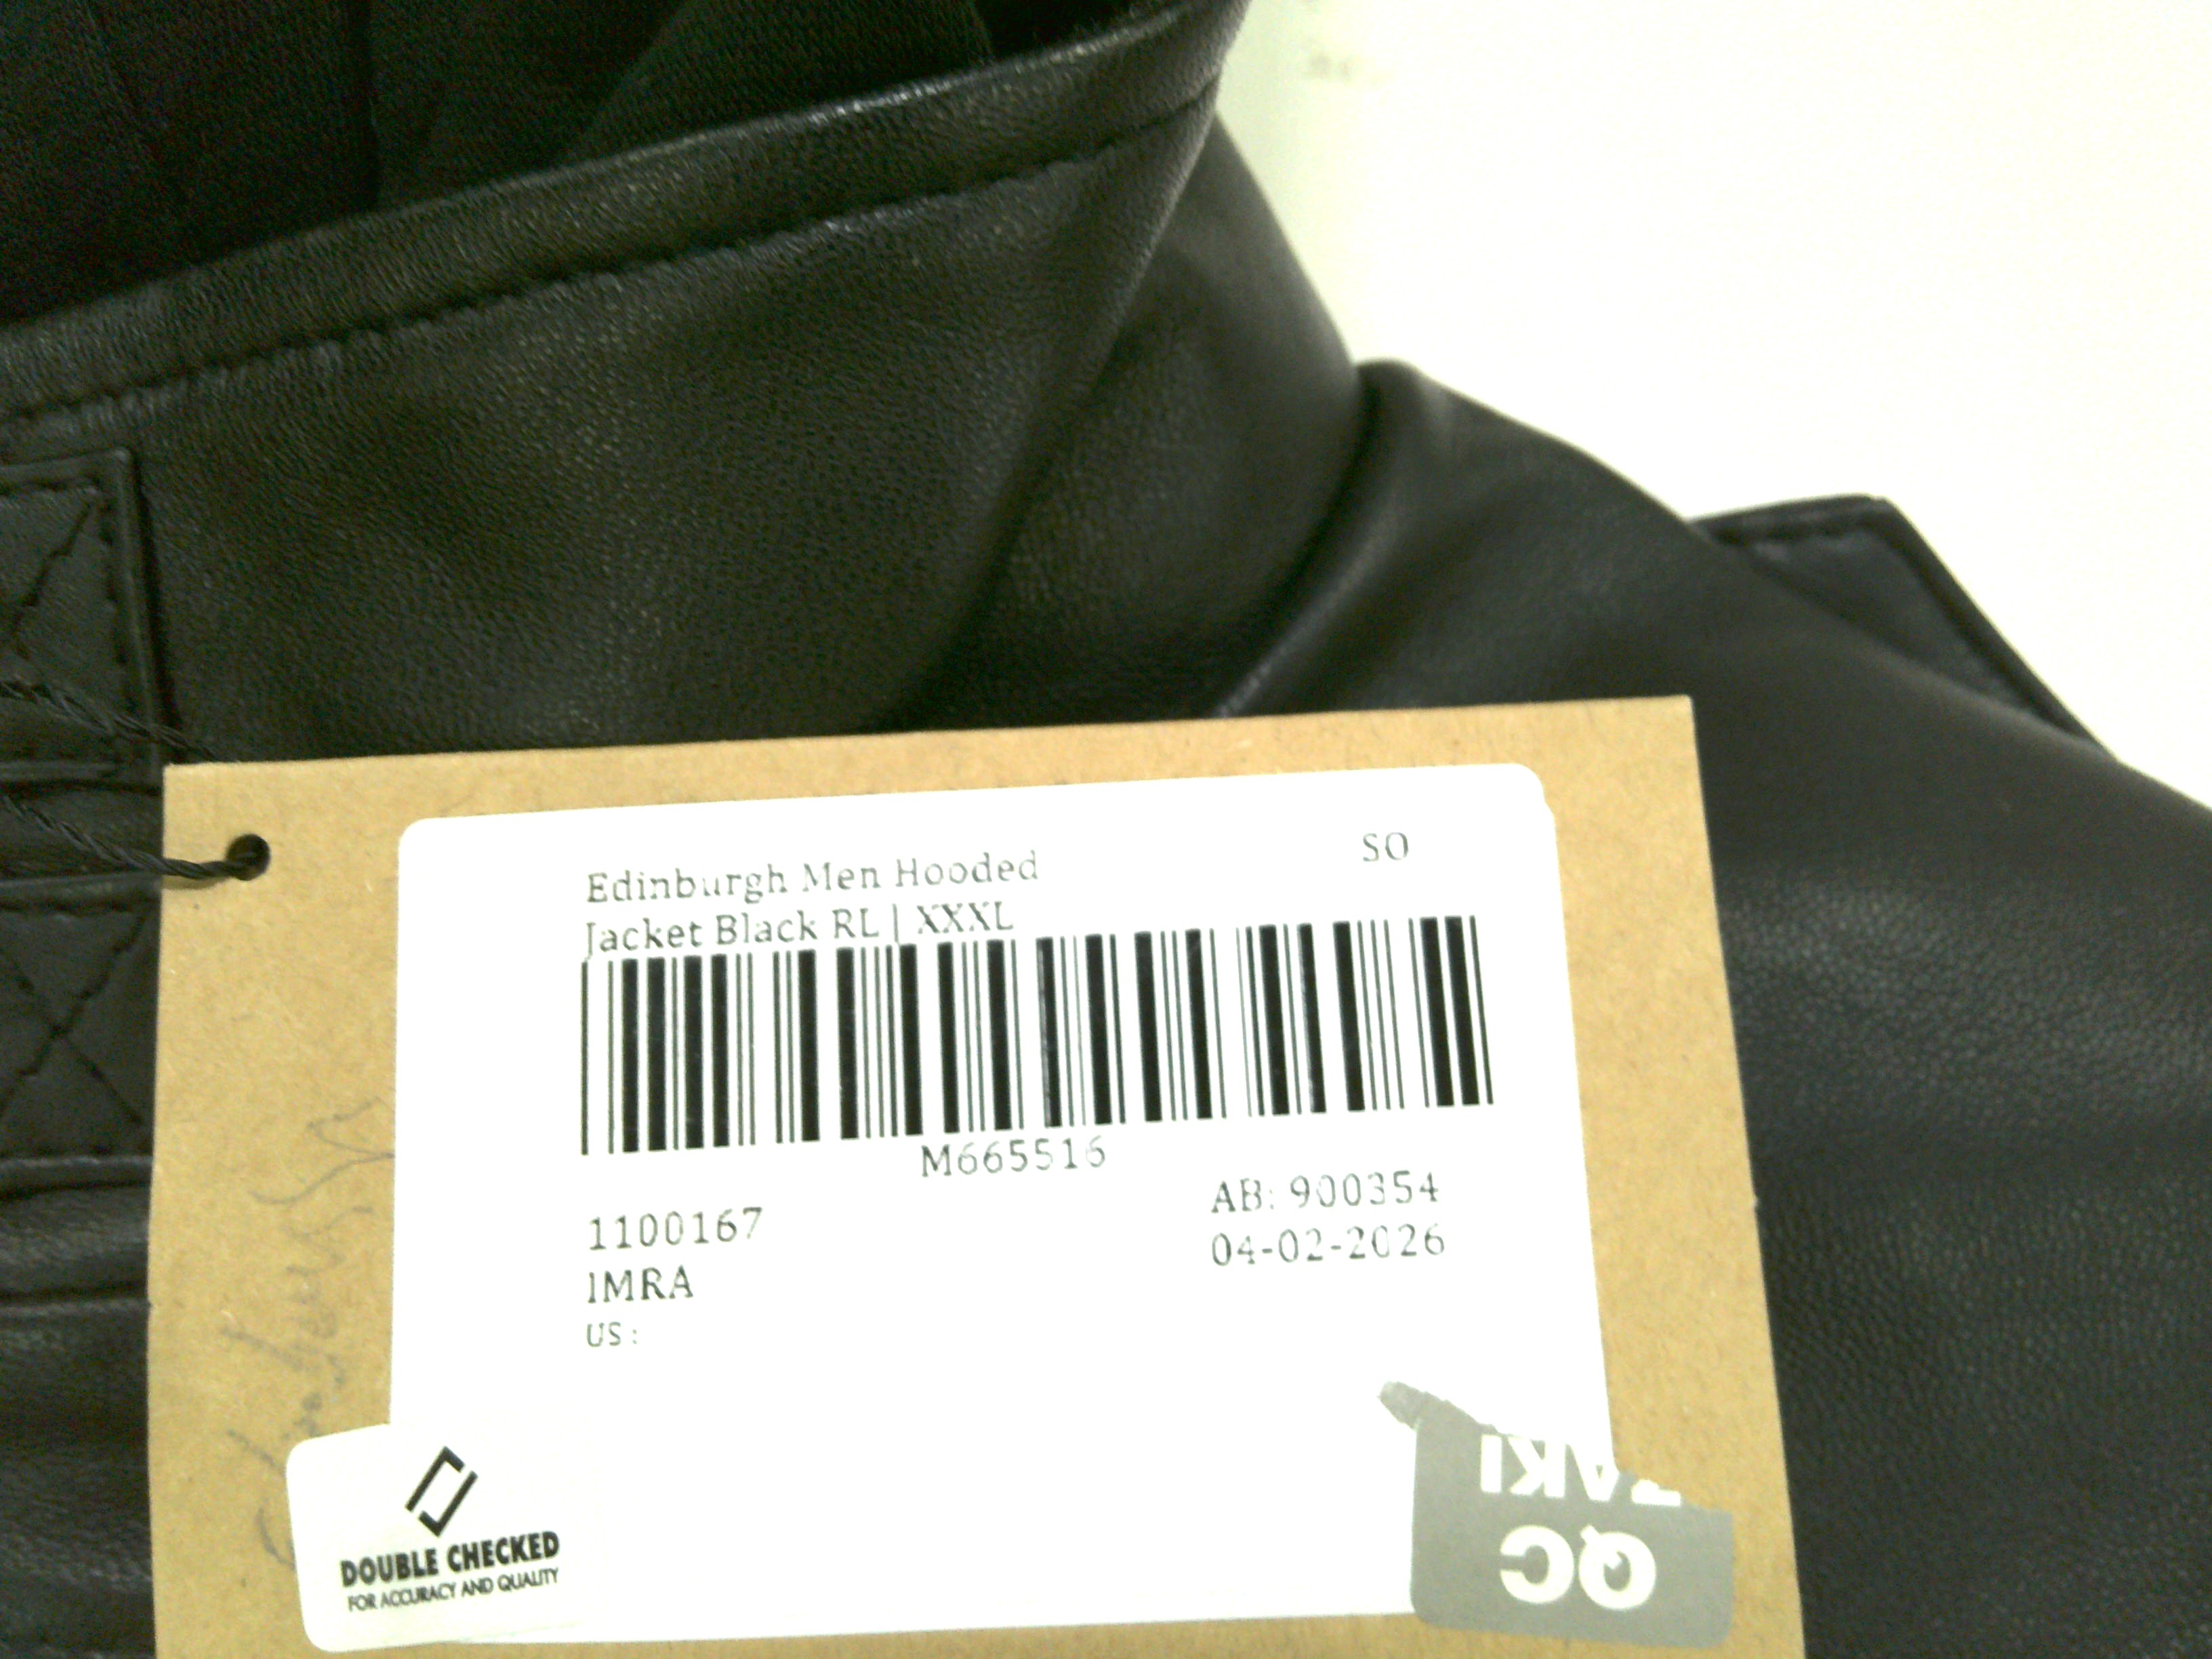 Edinburgh Men Hooded
SO
Jacket Black RL | XXXL
M665516
1100167
AB: 900354
IMRA
04-02-2026
US :
DOUBLE CHECKED
FOR ACCURACY AND QUALITY
QC
ZAKI